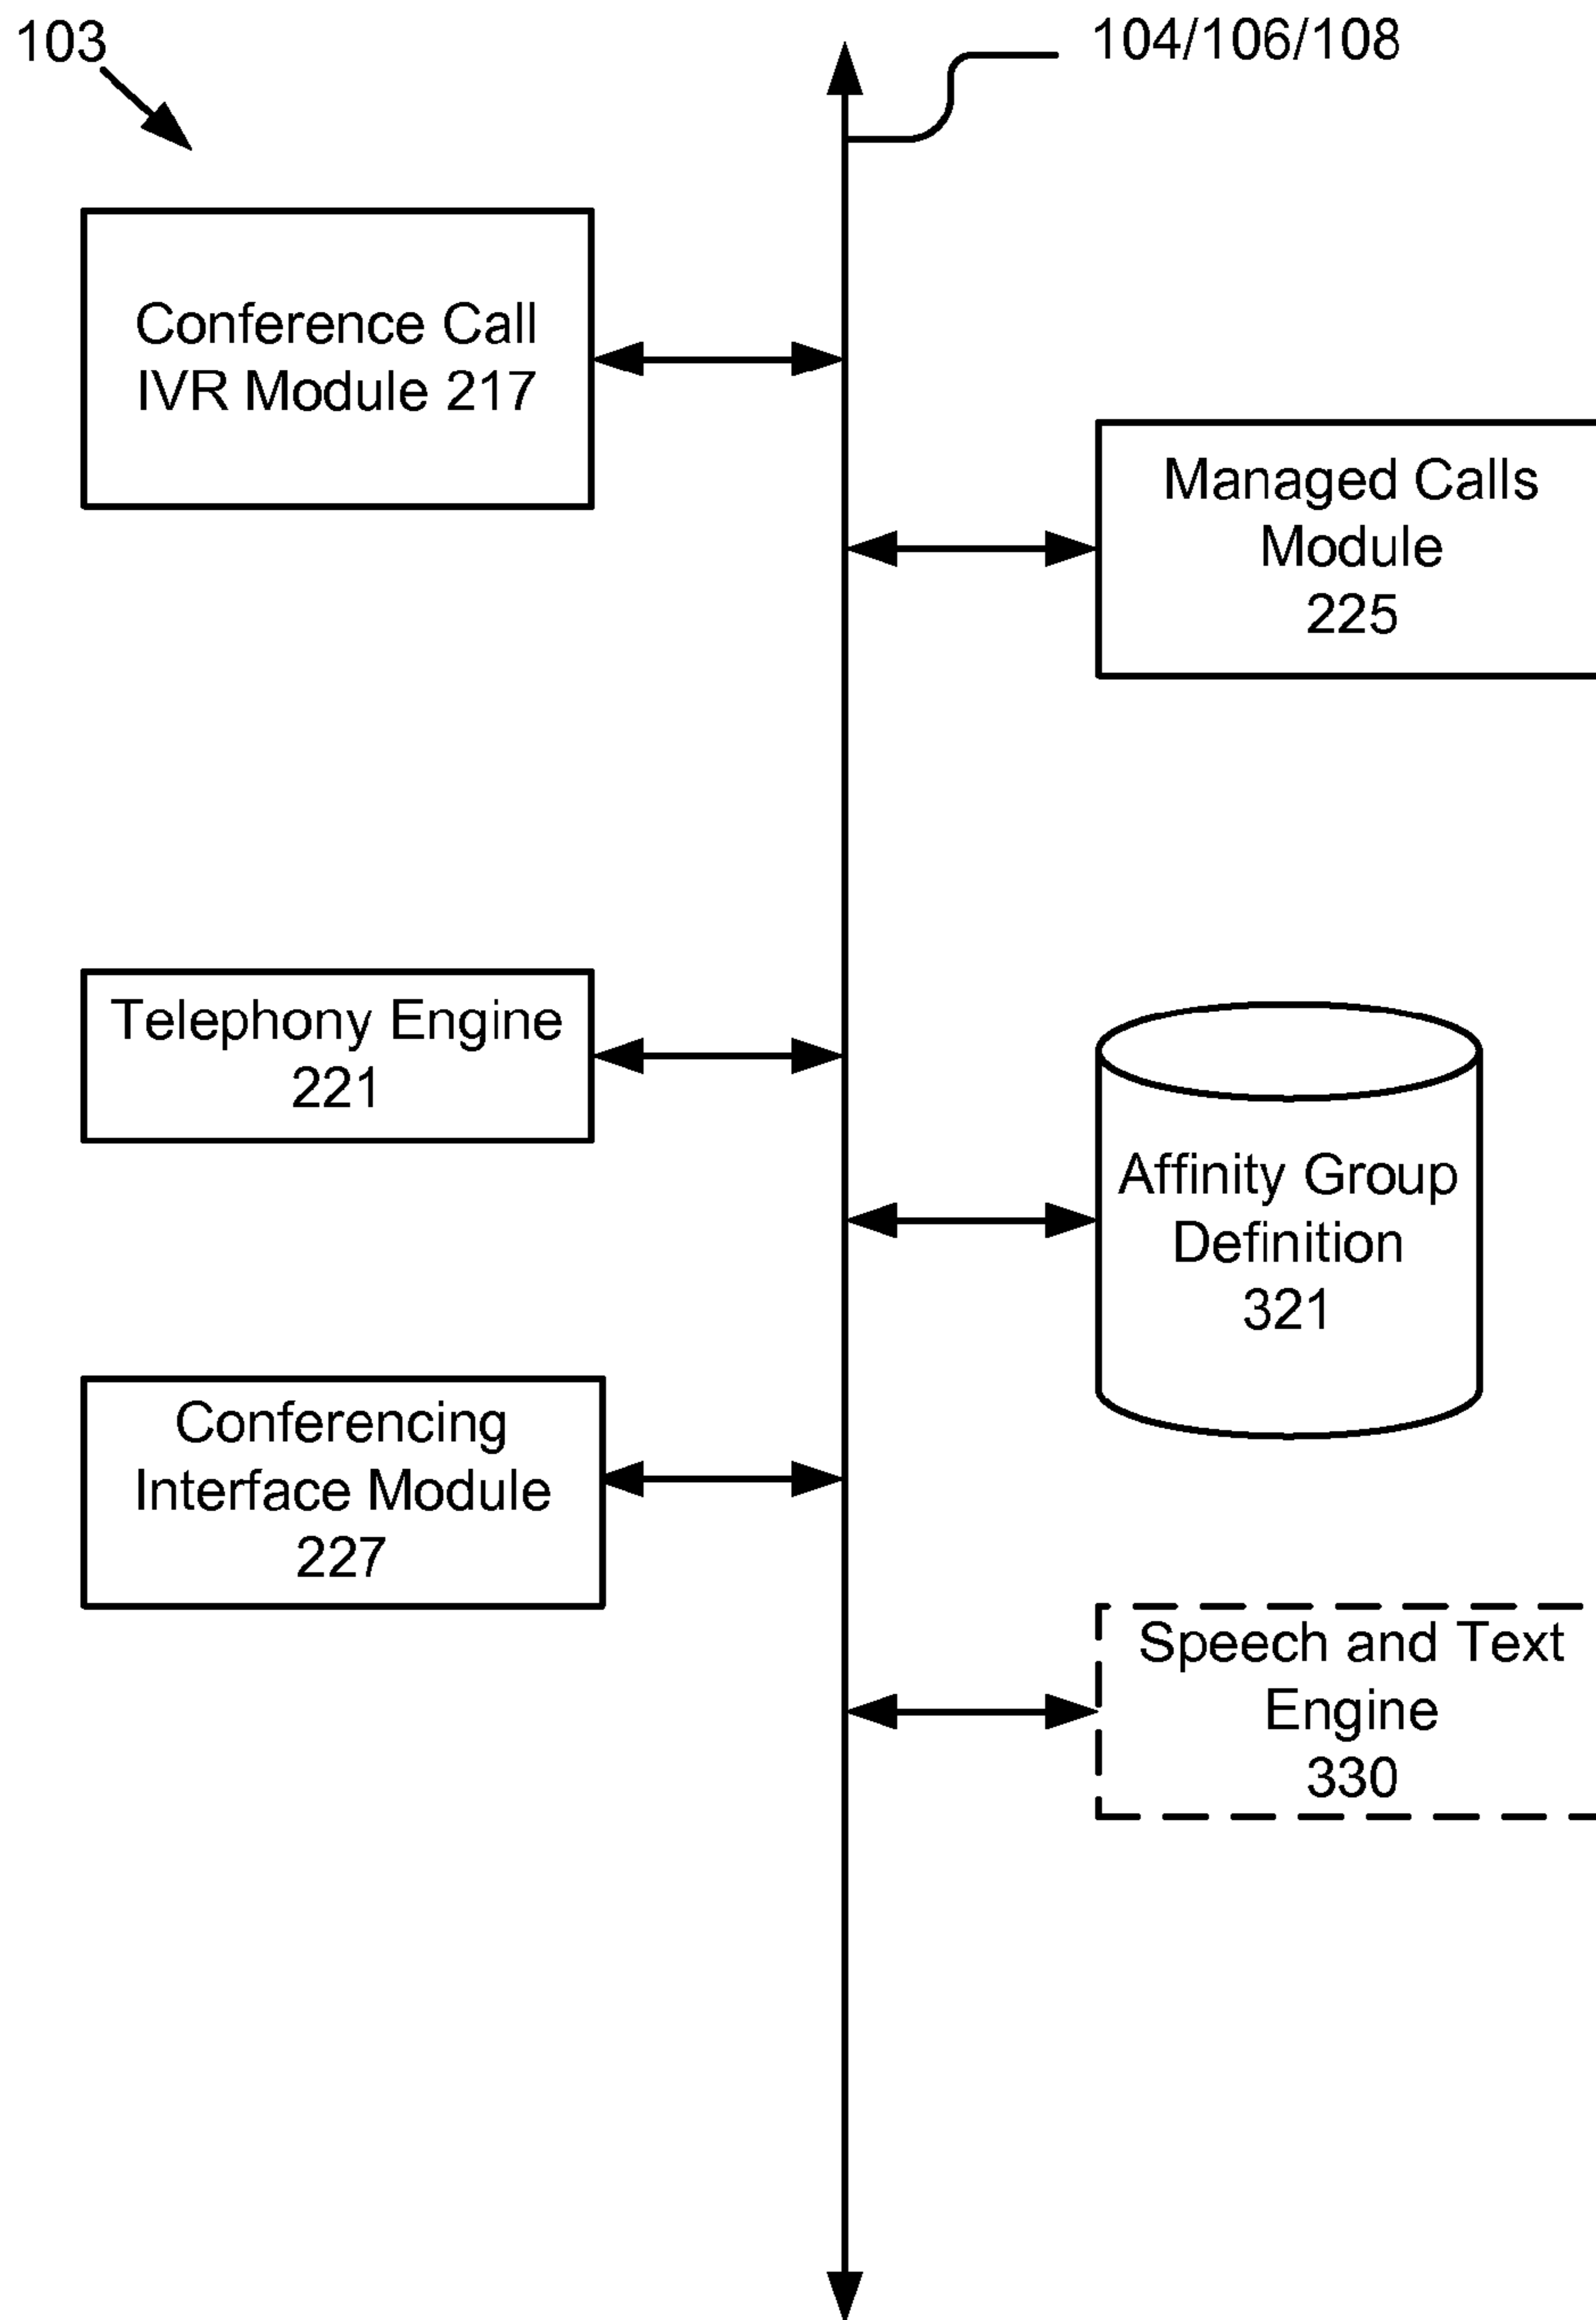 103
104/106/108
Conference Call
IVR Module 217
Managed Calls
Module
225
Telephony Engine
221
Affinity Group
Definition
321
Conferencing
Interface Module
227
Speech and Text
Engine
330